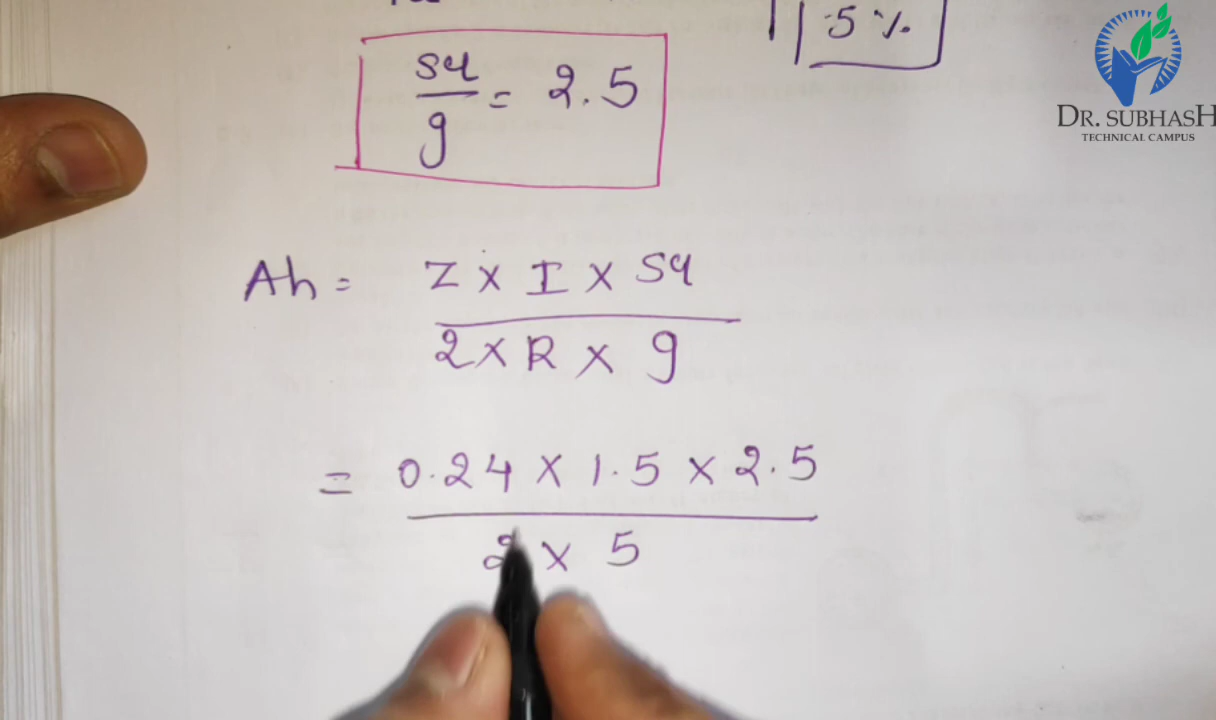 5%
Sa/g = 2.5
DR. SUBHASH
TECHNICAL CAMPUS
Ah = Z × I × Sa
2 × R × g
= 0.24 × 1.5 × 2.5
2 × 5